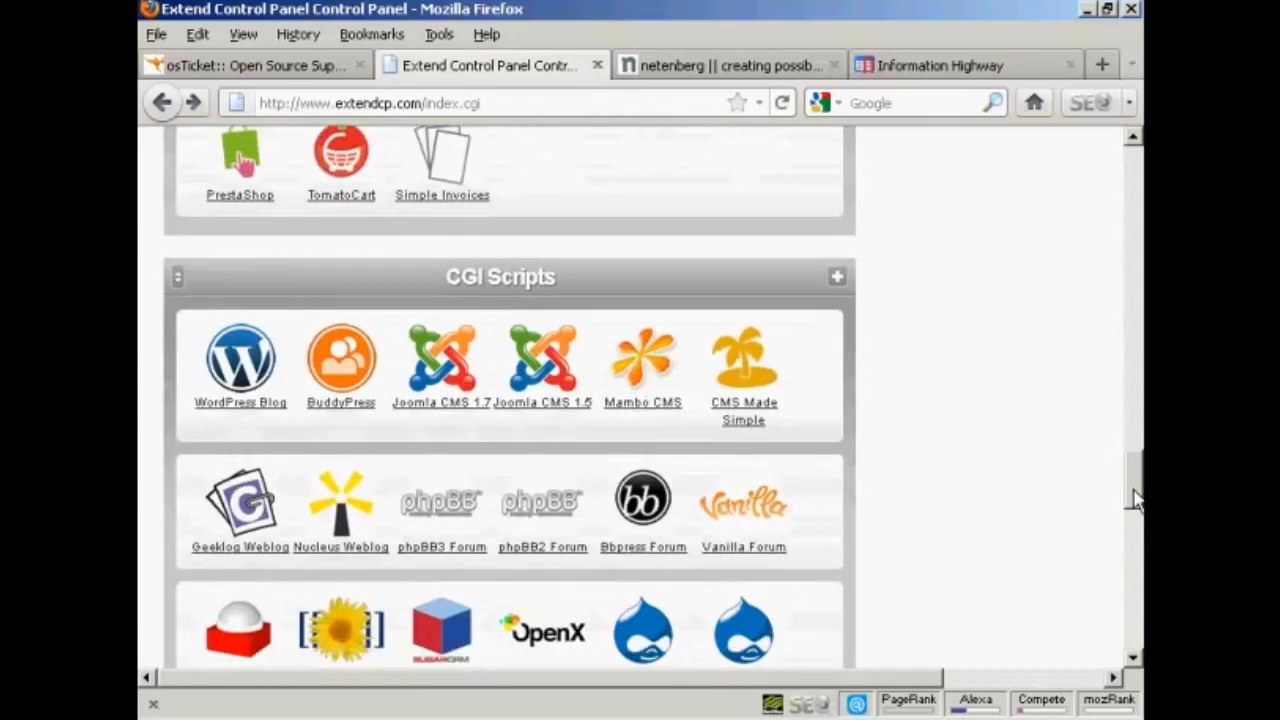 Extend Control Panel Control Panel - Mozilla Firefox
File Edit View History Bookmarks Tools Help
osTicket:: Open Source Sup... Extend Control Panel Contr... netenberg || creating possib... Information Highway
http://www.extendcp.com/index.cgi Google SEO
PrestaShop TomatoCart Simple Invoices
CGI Scripts
WordPress Blog BuddyPress Joomla CMS 1.7 Joomla CMS 1.5 Mambo CMS CMS Made Simple
phpBB phpBB bb Vanilla
Geeklog Weblog Nucleus Weblog phpBB3 Forum phpBB2 Forum Bbpress Forum Vanilla Forum
OpenX
SUGARCRM
SEO PageRank Alexa Compete mozRank